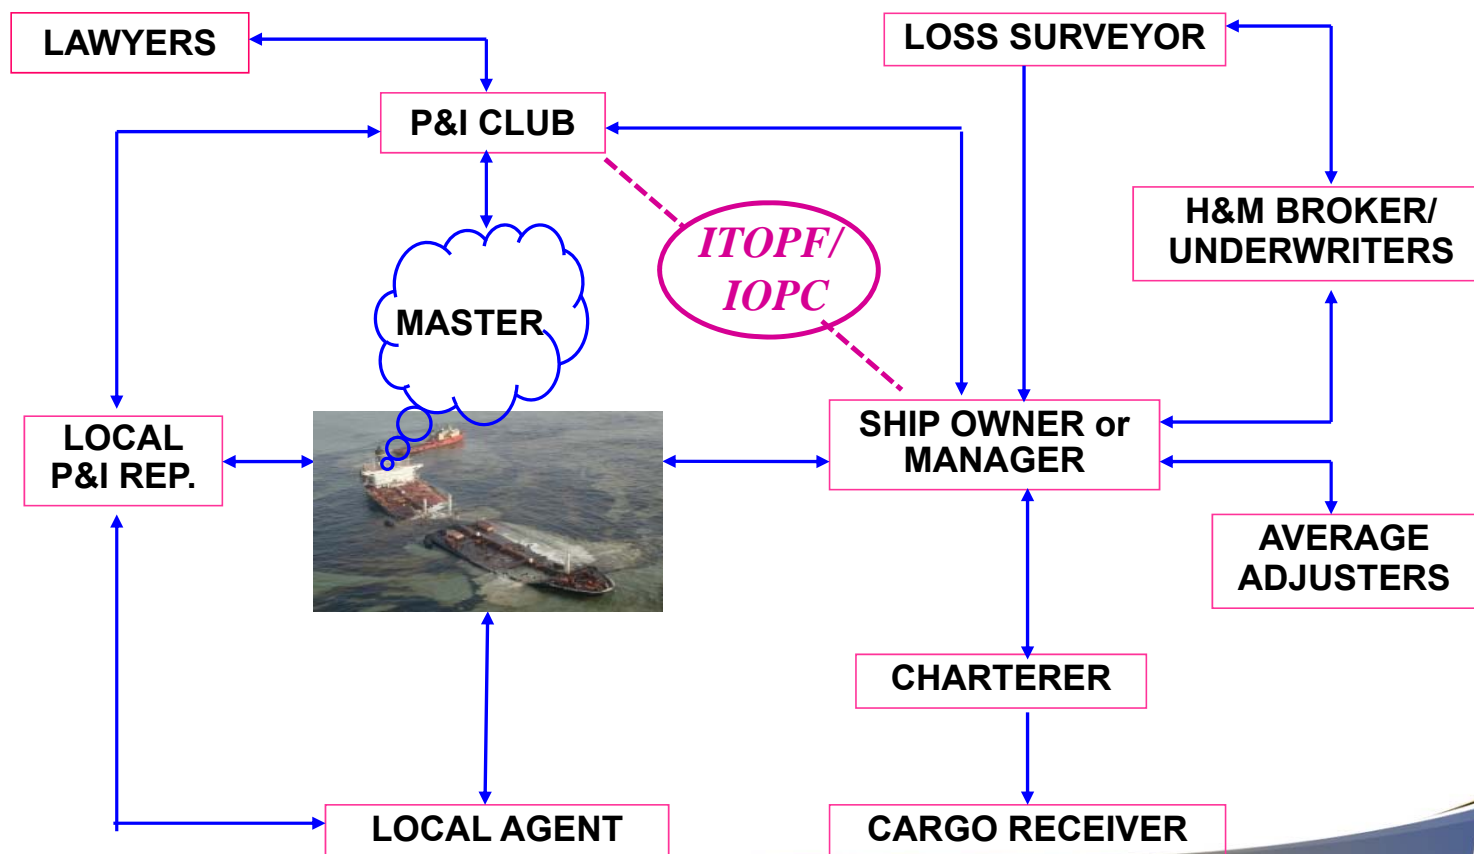 LAWYERS
LOSS SURVEYOR
P&I CLUB
H&M BROKER/
UNDERWRITERS
ITOPF/
IOPC
MASTER
LOCAL
P&I REP.
SHIP OWNER or
MANAGER
AVERAGE
ADJUSTERS
CHARTERER
LOCAL AGENT
CARGO RECEIVER